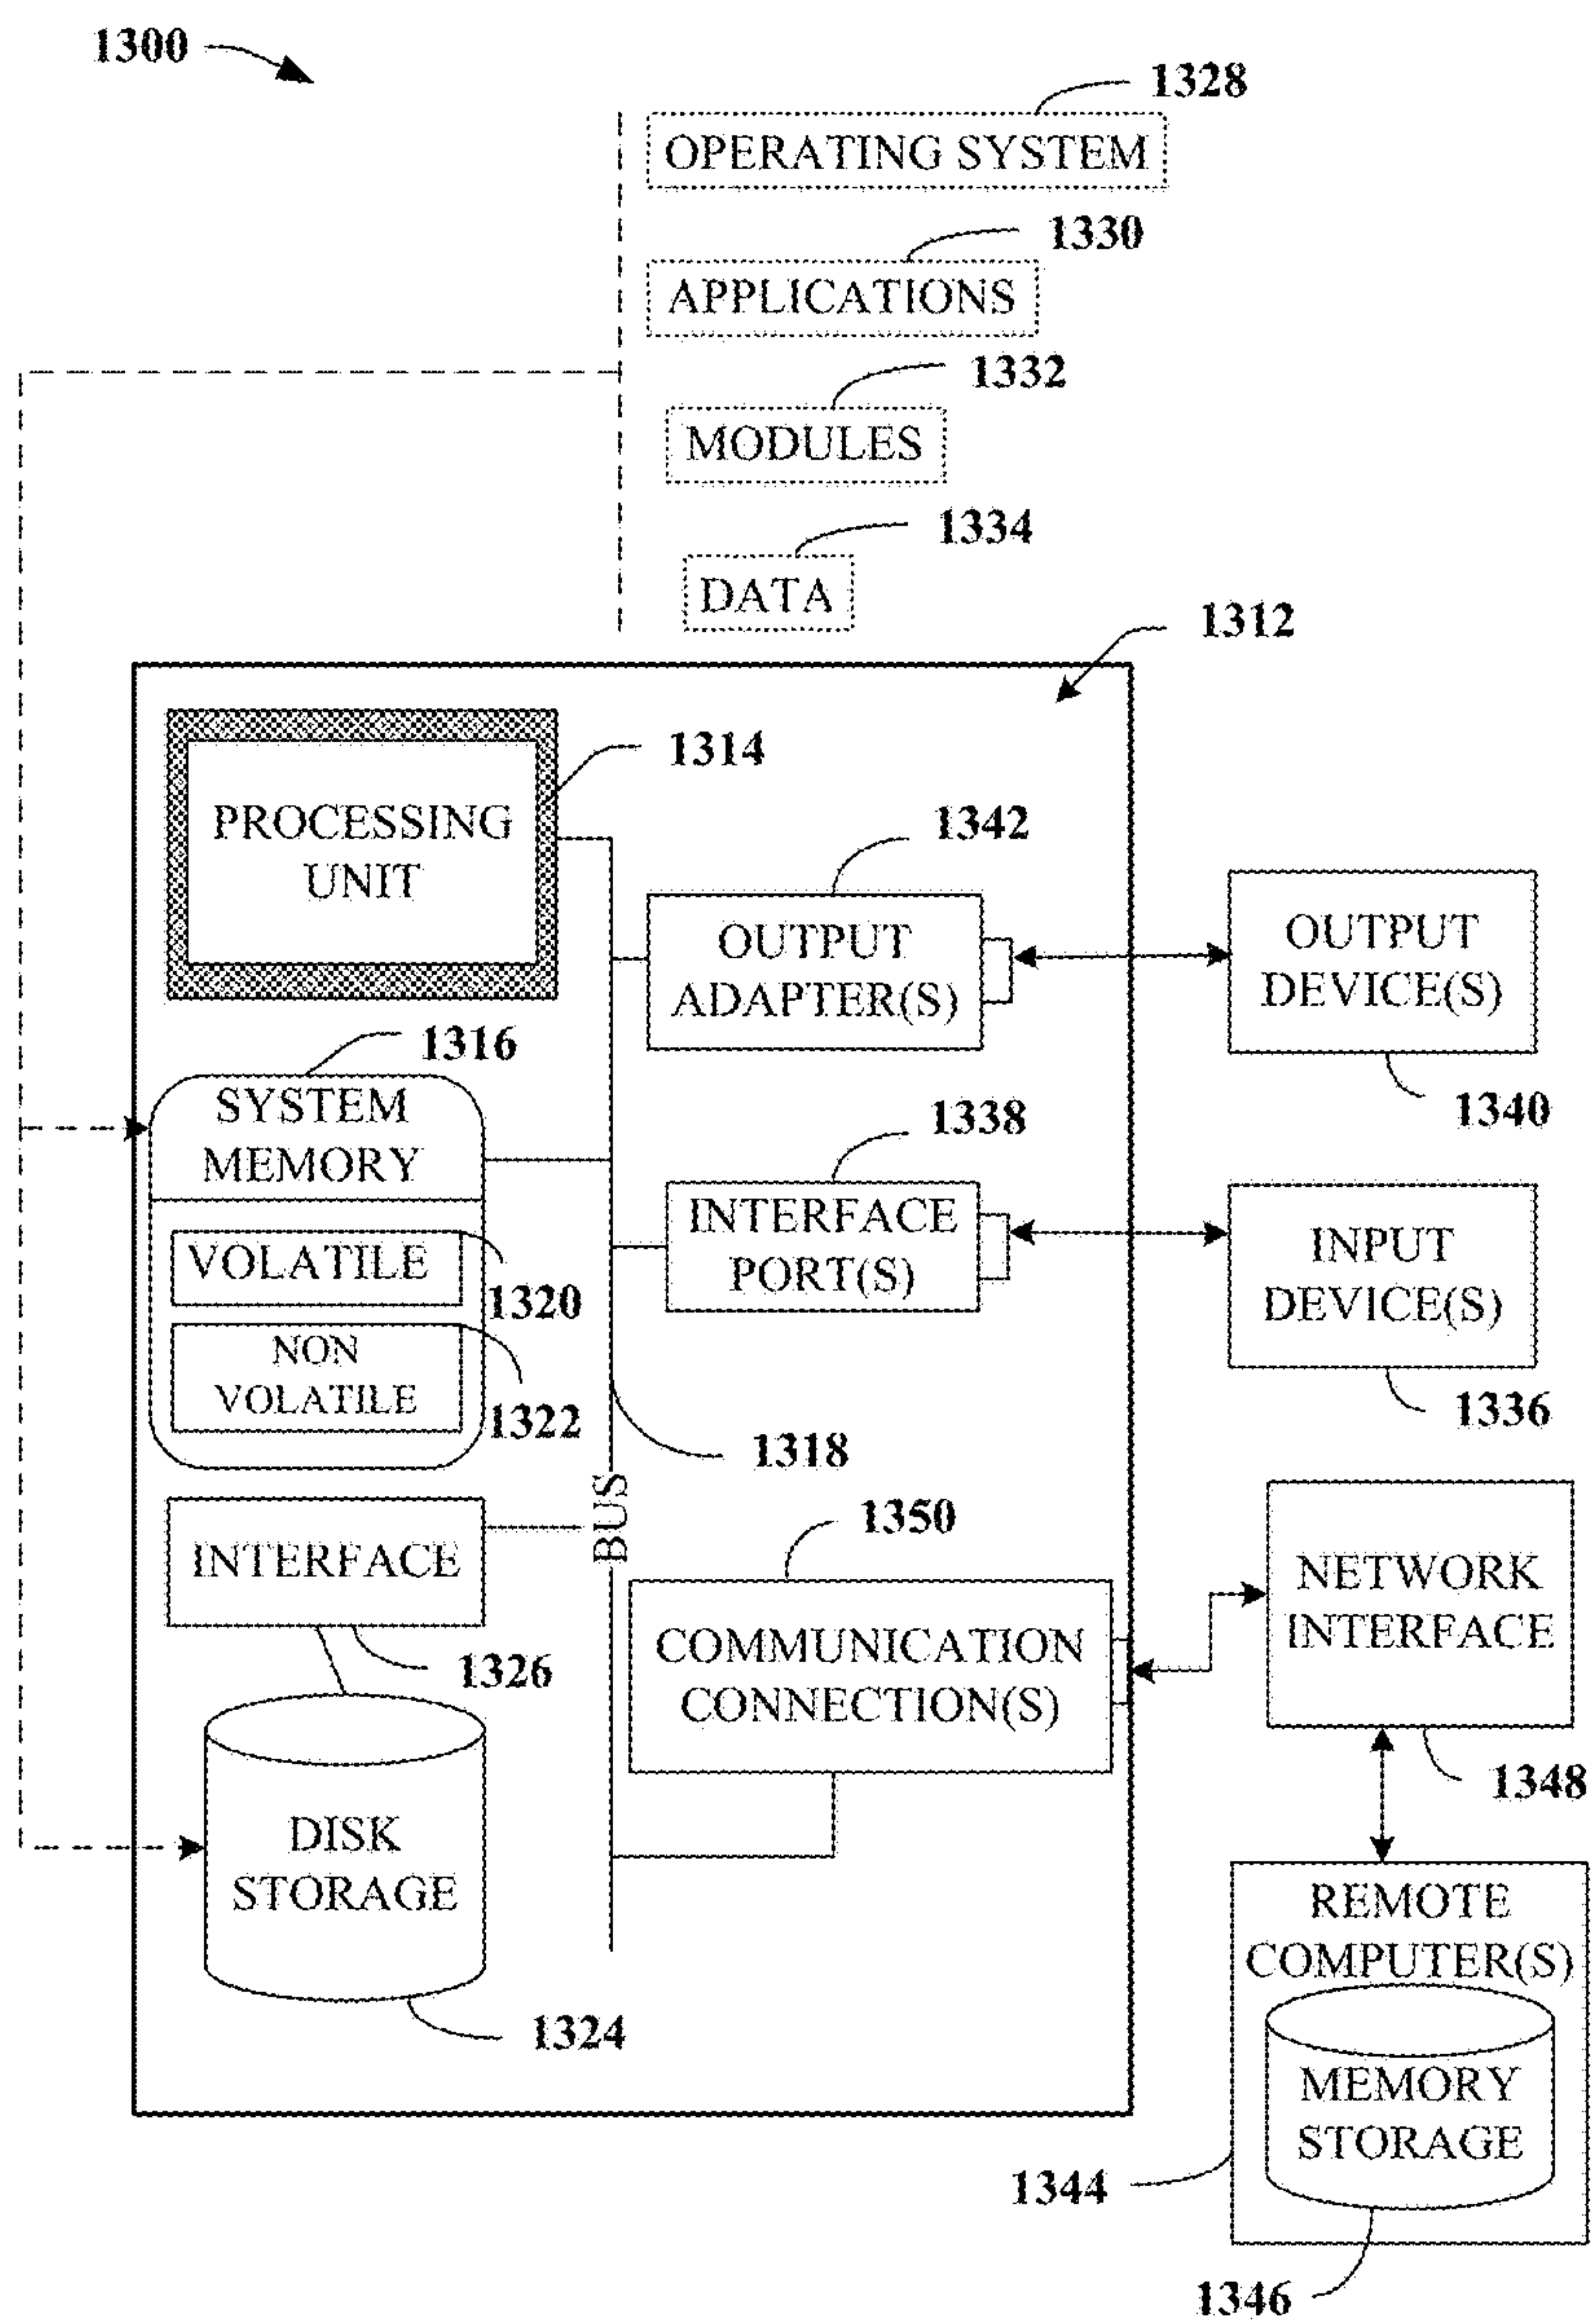 1300
1328
OPERATING SYSTEM
1330
APPLICATIONS
1332
MODULES
1334
DATA
1312
1314
PROCESSING
UNIT
1342
OUTPUT
ADAPTER(S)
OUTPUT
DEVICE(S)
1340
1316
SYSTEM
MEMORY
VOLATILE
1320
NON
VOLATILE
1322
1338
INTERFACE
PORT(S)
INPUT
DEVICE(S)
1336
1318
BUS
INTERFACE
1326
1350
COMMUNICATION
CONNECTION(S)
NETWORK
INTERFACE
1348
DISK
STORAGE
1324
REMOTE
COMPUTER(S)
MEMORY
STORAGE
1344
1346